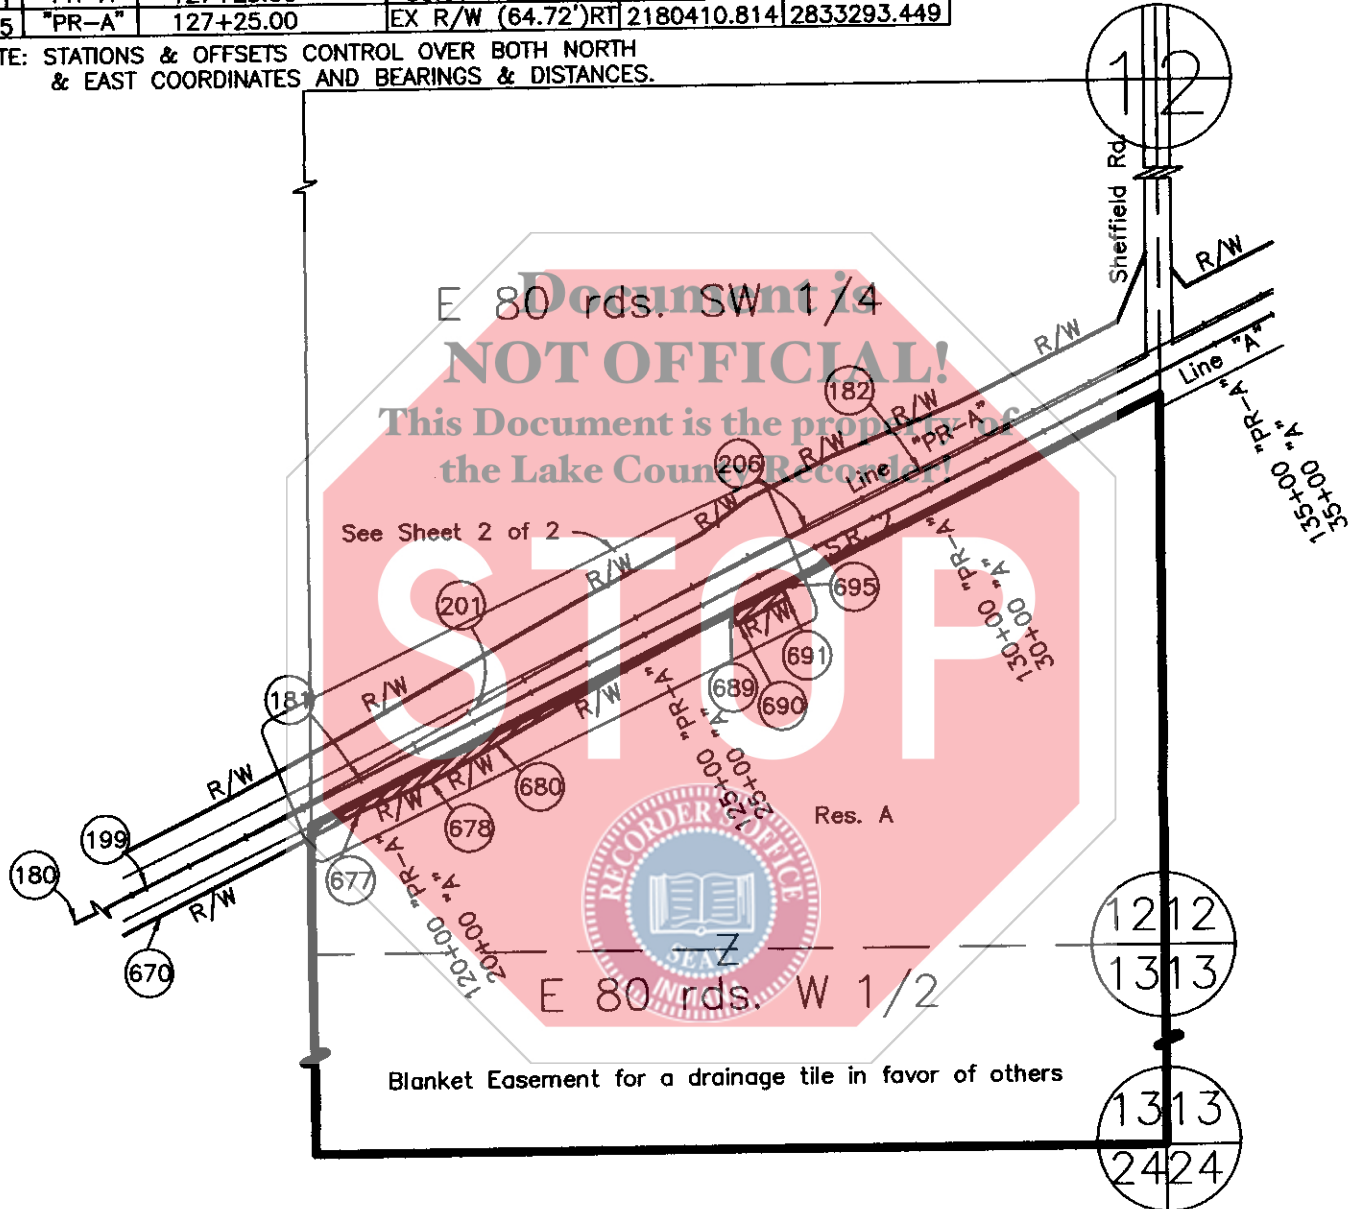 5 "PR-A" 127+25.00 EX R/W (64.72')RT 2180410.814 2833293.449
TE: STATIONS & OFFSETS CONTROL OVER BOTH NORTH
& EAST COORDINATES AND BEARINGS & DISTANCES.
1 2
Sheffield Rd.
R/W
E 80 rds. SW 1/4
Document is
NOT OFFICIAL!
This Document is the property of
the Lake County Recorder!
STOP
R/W
Line "A"
182
R/W
R/W
Line "PR-A"
206
R/W
135+00 "PR-A"
35+00 "A"
See Sheet 2 of 2
S.R. 2
R/W
130+00 "PR-A"
30+00 "A"
201
695
R/W
691
689
690
181
R/W
R/W
125+00 "PR-A"
25+00 "A"
R/W
R/W
680
R/W
678
Res. A
199
677
180
R/W
120+00 "PR-A"
20+00 "A"
670
RECORDER'S OFFICE
SEAL
INDIANA
12 12
13 13
Z
E 80 rds. W 1/2
Blanket Easement for a drainage tile in favor of others
13 13
24 24